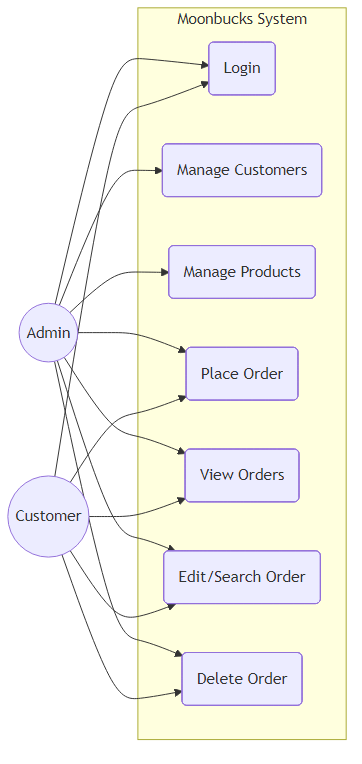 Moonbucks System
Login
Manage Customers
Manage Products
Admin
Place Order
View Orders
Customer
Edit/Search Order
Delete Order